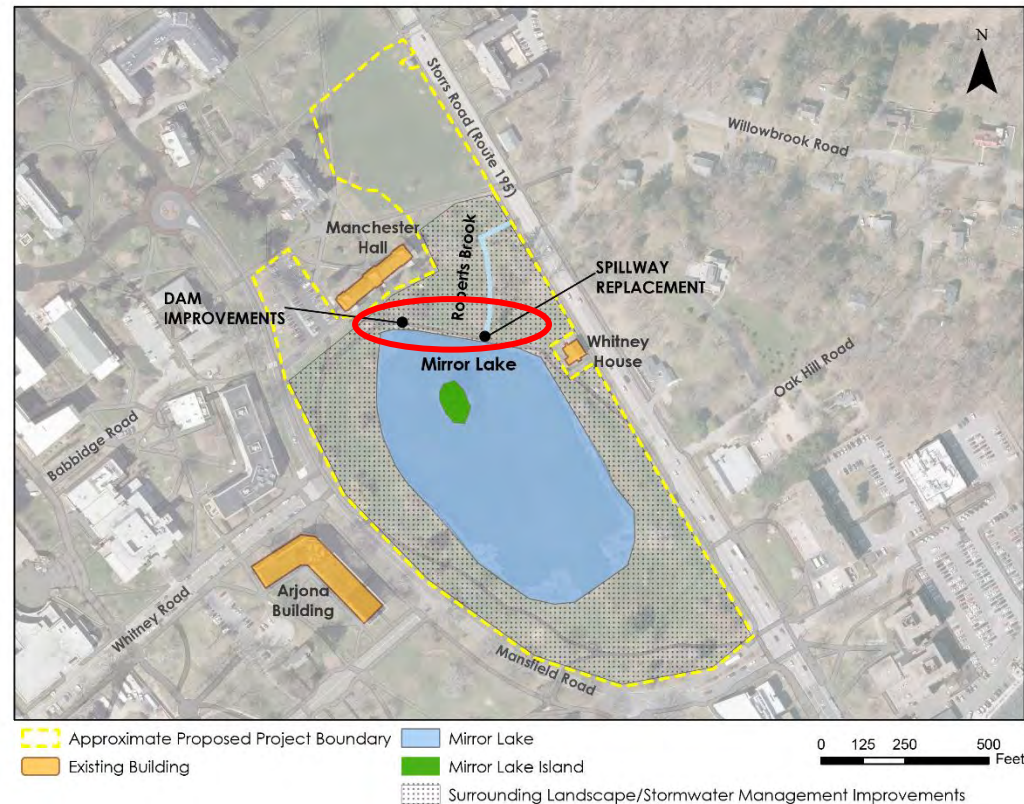 N
Storrs Road (Route 195)
Willowbrook Road
Manchester
Hall
Roberts Brook
SPILLWAY
REPLACEMENT
DAM
IMPROVEMENTS
Mirror Lake
Whitney
House
Oak Hill Road
Babbidge Road
Arjona
Building
Whitney Road
Mansfield Road
Approximate Proposed Project Boundary
Mirror Lake
Existing Building
Mirror Lake Island
Surrounding Landscape/Stormwater Management Improvements
0 125 250 500
Feet